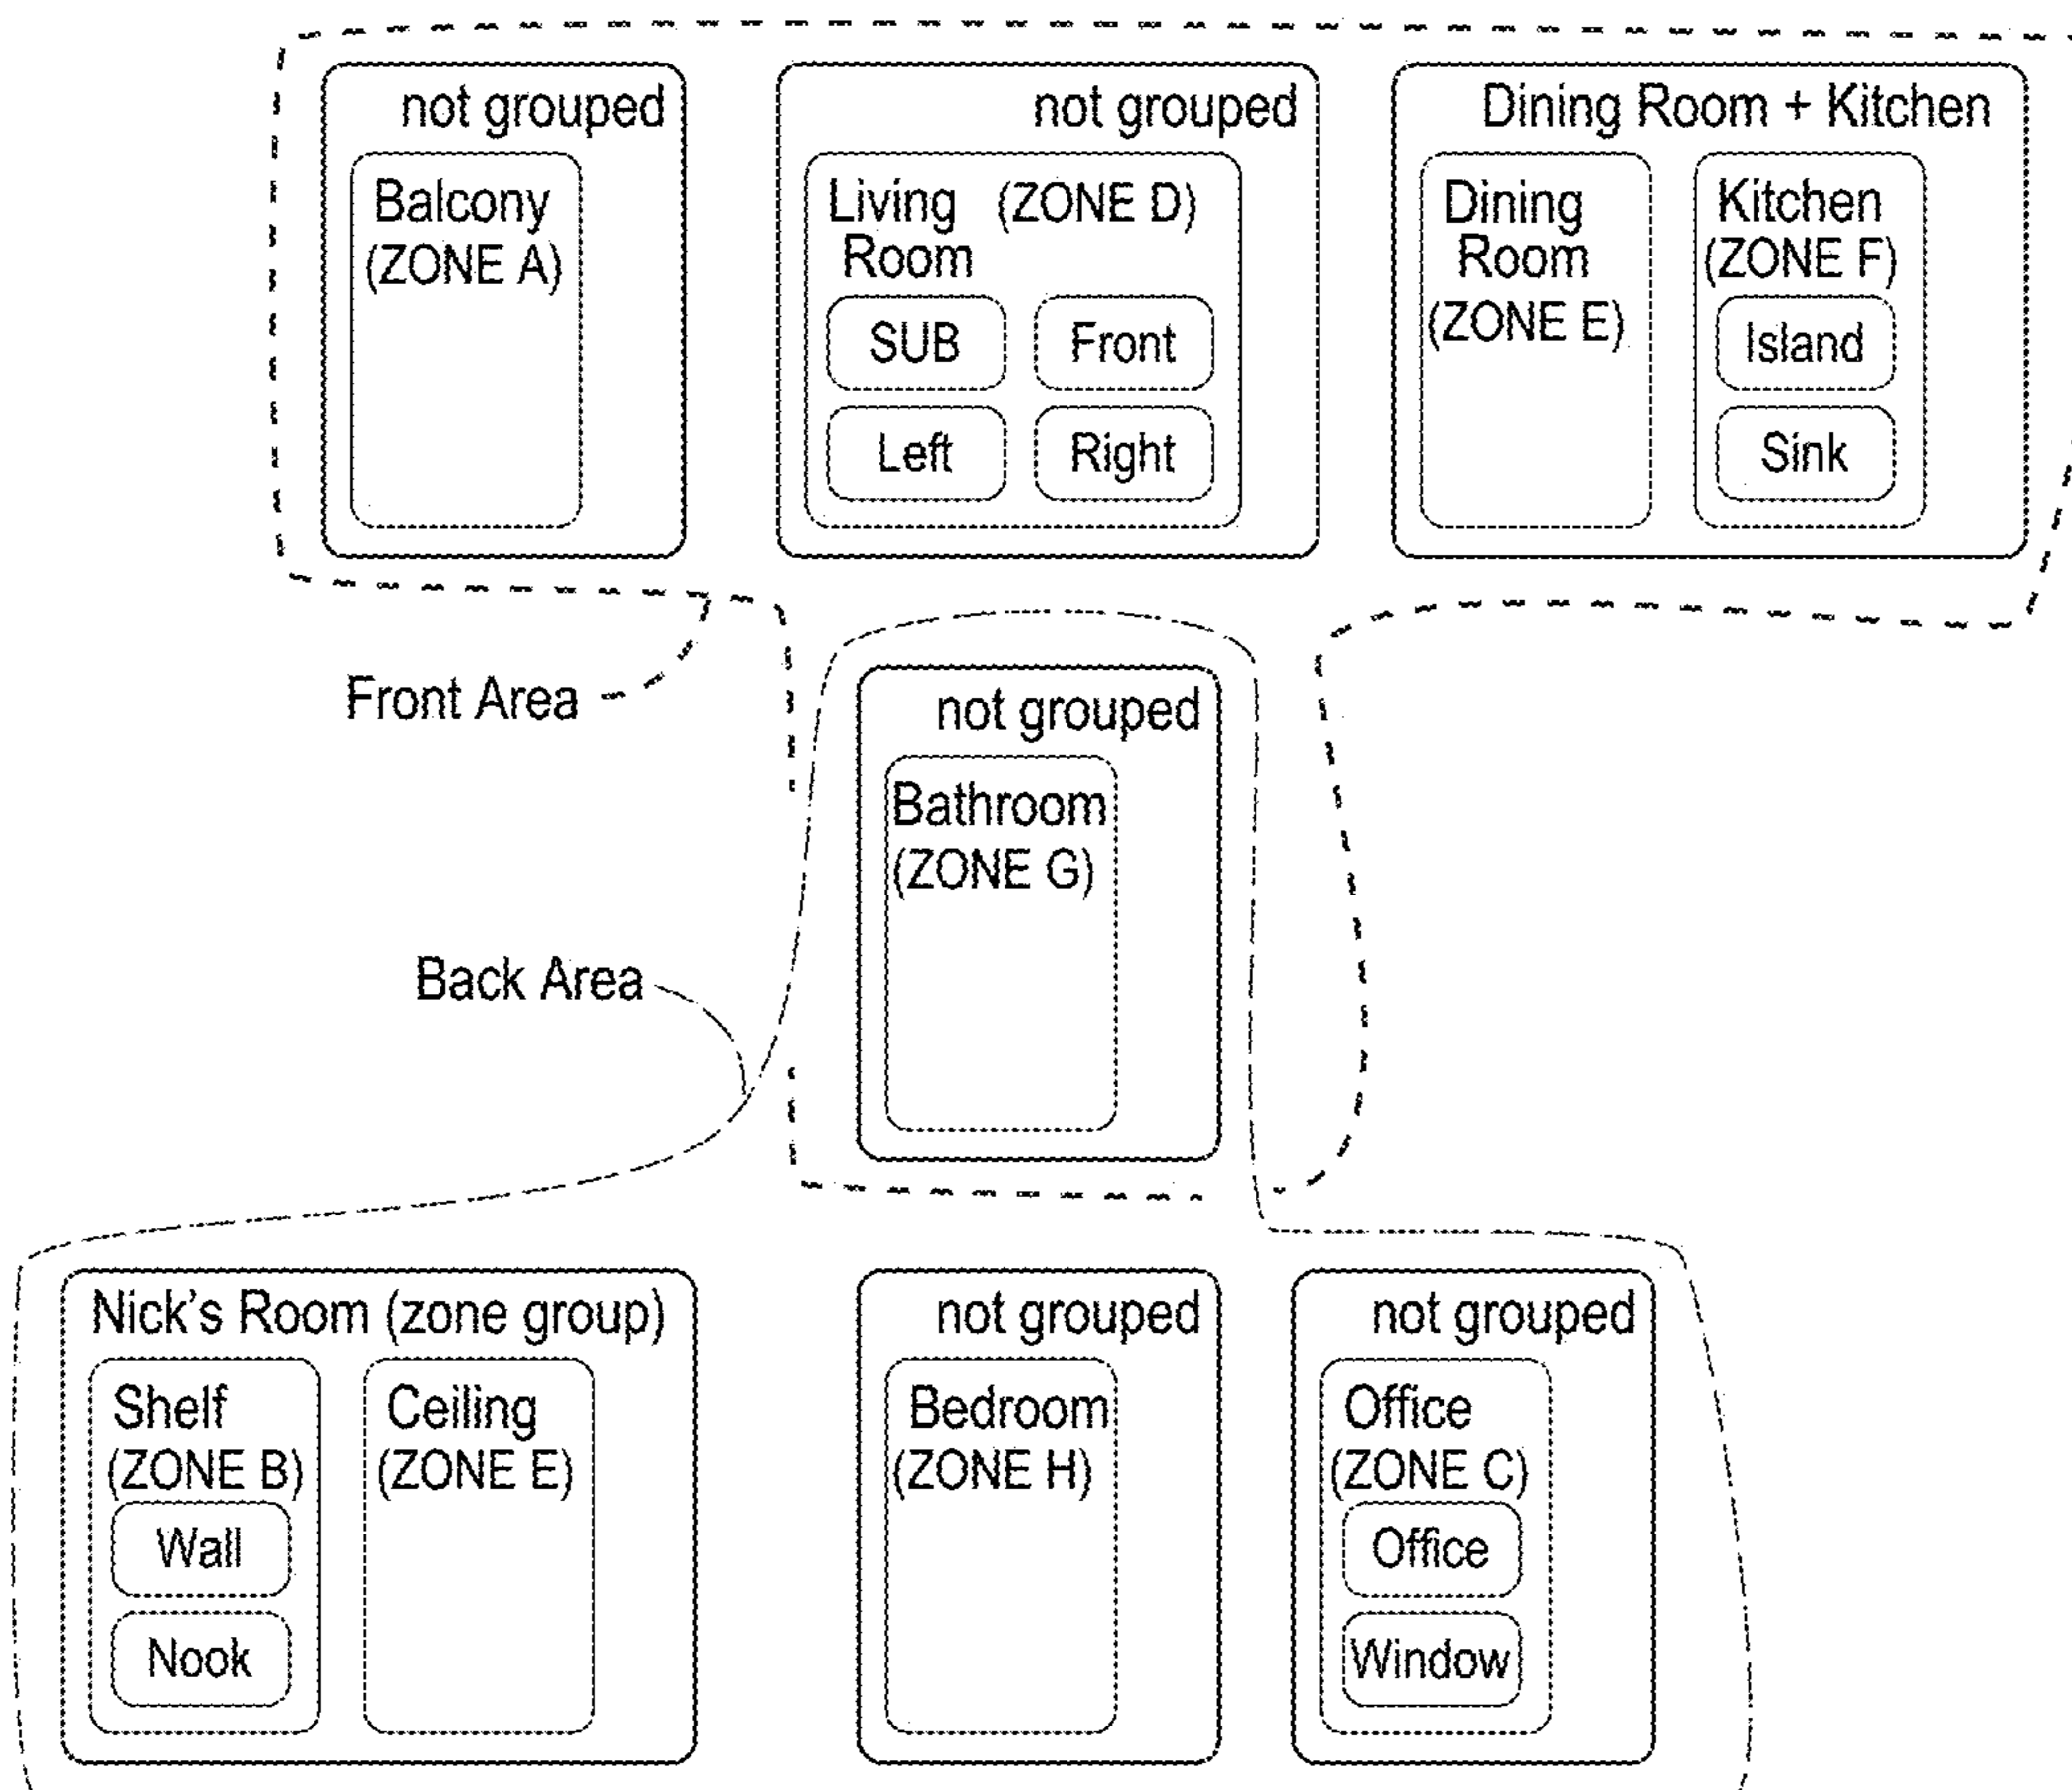 not grouped
Balcony
(ZONE A)
not grouped
Living (ZONE D)
Room
SUB
Front
Left
Right
Dining Room + Kitchen
Dining
Room
(ZONE E)
Kitchen
(ZONE F)
Island
Sink
Front Area
not grouped
Bathroom
(ZONE G)
Back Area
Nick's Room (zone group)
Shelf
(ZONE B)
Wall
Nook
Ceiling
(ZONE E)
not grouped
Bedroom
(ZONE H)
not grouped
Office
(ZONE C)
Office
Window